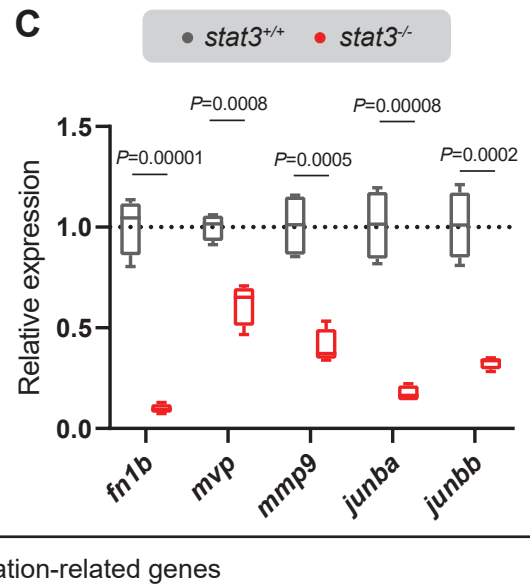 C
stat3+/+ stat3-/-
P=0.0008
P=0.00008
P=0.00001
P=0.0005
P=0.0002
Relative expression
1.5
1.0
0.5
0.0
fn1b
mvp
mmp9
junba
junbb
ation-related genes